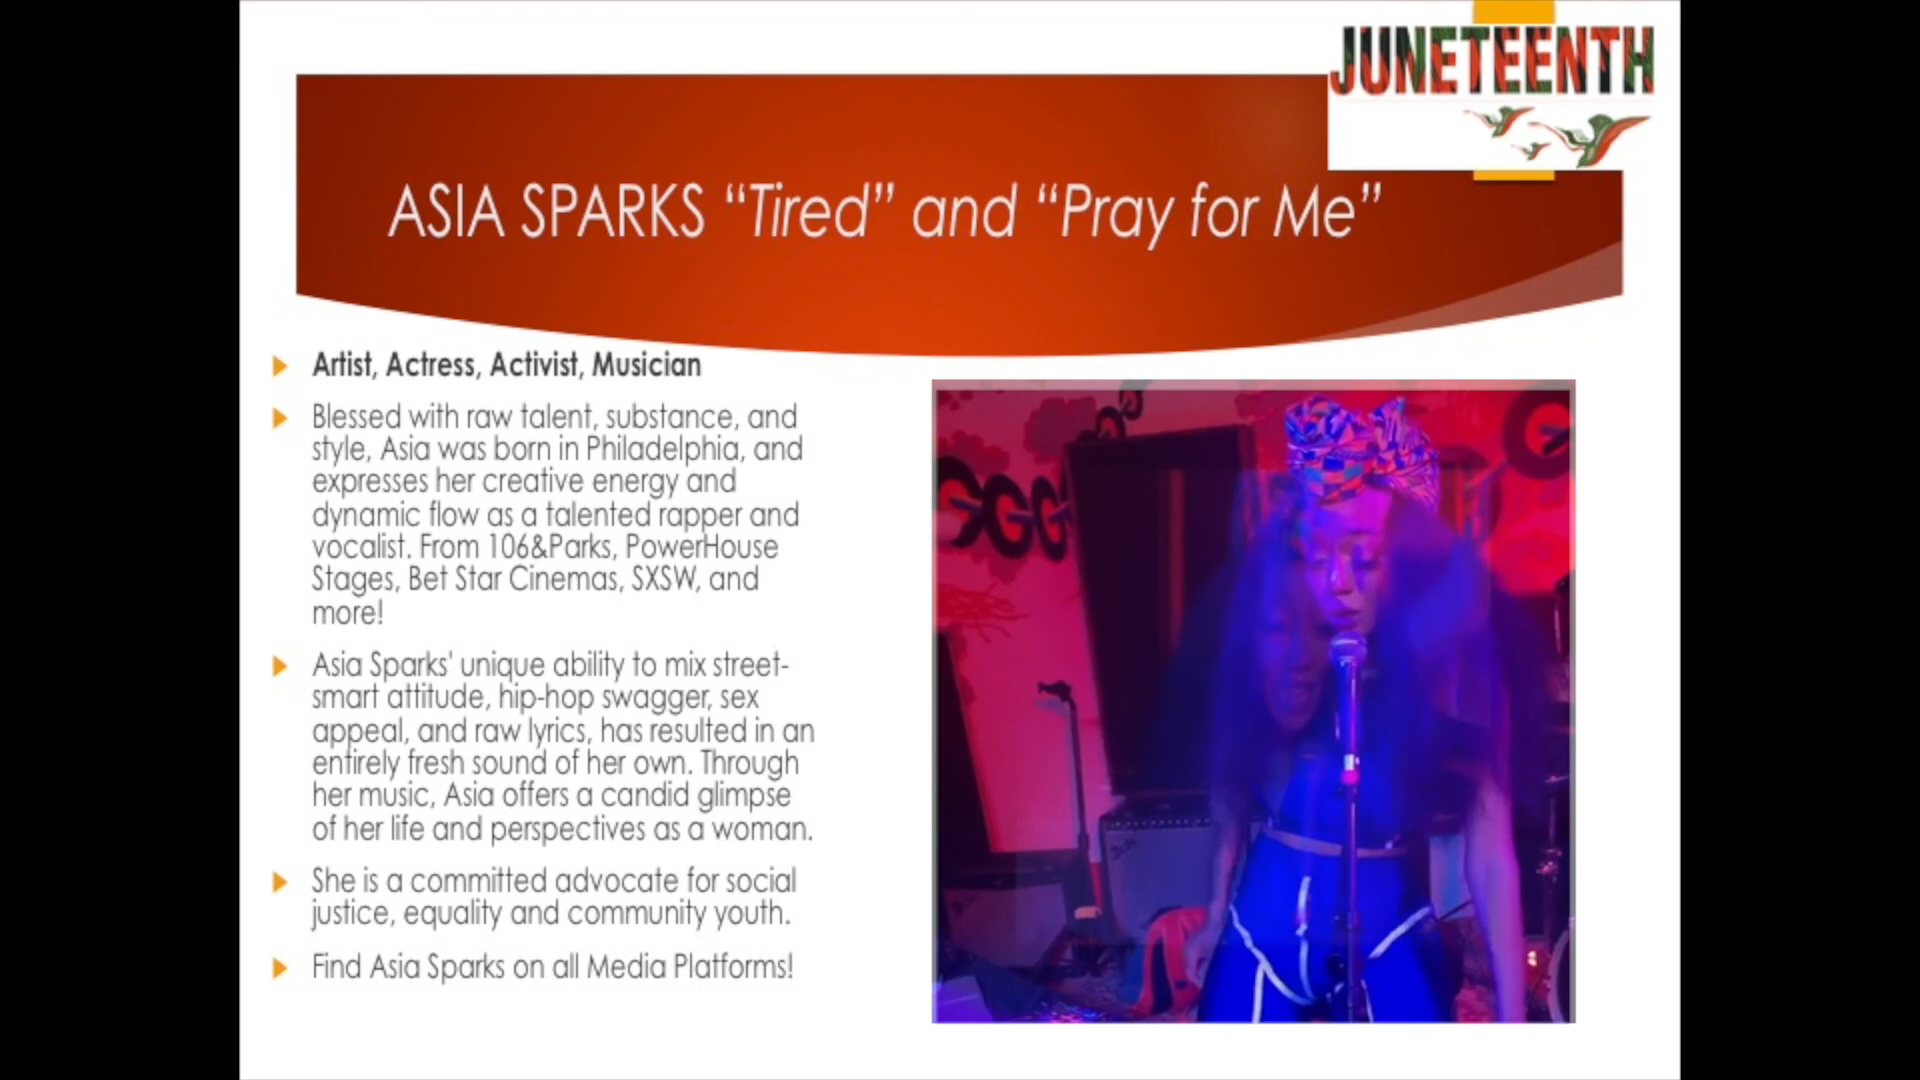 JUNETEENTH
ASIA SPARKS “Tired” and “Pray for Me”
Artist, Actress, Activist, Musician
Blessed with raw talent, substance, and
style, Asia was born in Philadelphia, and
expresses her creative energy and
dynamic flow as a talented rapper and
vocalist. From 106&Parks, PowerHouse
Stages, Bet Star Cinemas, SXSW, and
more!
Asia Sparks' unique ability to mix street-
smart attitude, hip-hop swagger, sex
appeal, and raw lyrics, has resulted in an
entirely fresh sound of her own. Through
her music, Asia offers a candid glimpse
of her life and perspectives as a woman.
She is a committed advocate for social
justice, equality and community youth.
Find Asia Sparks on all Media Platforms!